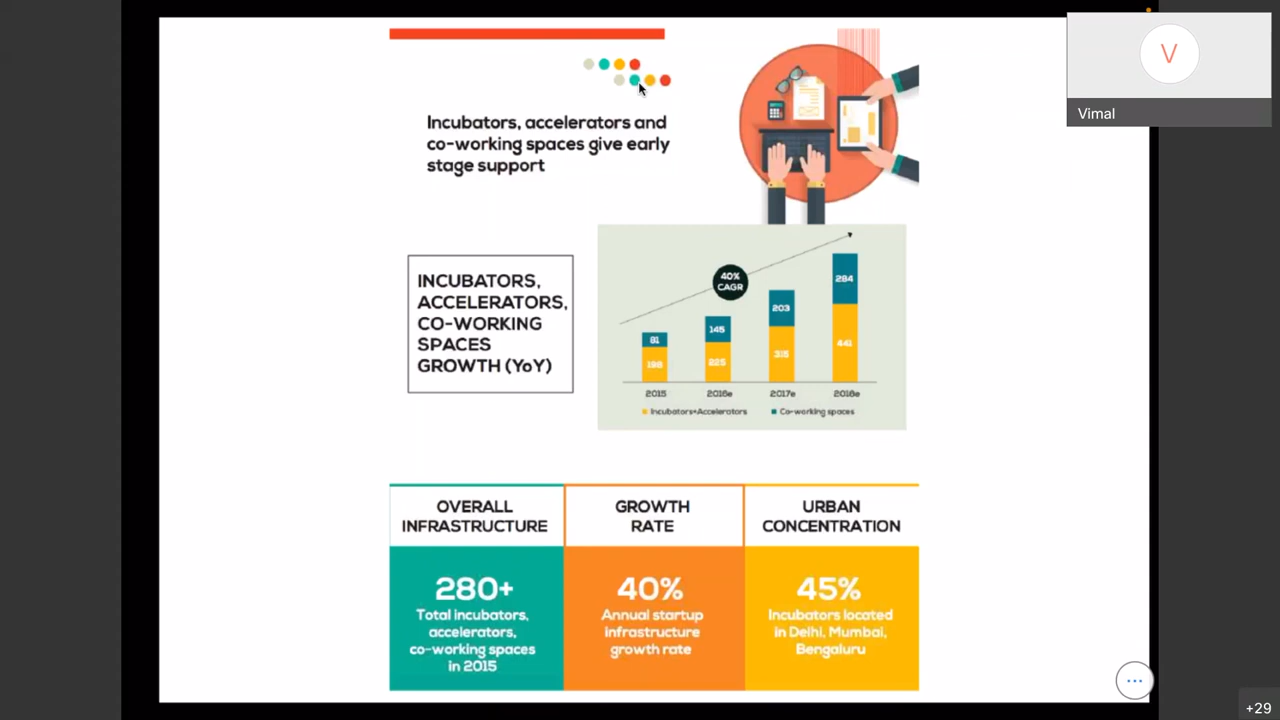 V
Vimal
Incubators, accelerators and
co-working spaces give early
stage support
INCUBATORS,
ACCELERATORS,
CO-WORKING
SPACES
GROWTH (YoY)
40%
CAGR
81
145
203
284
225
315
441
2015
2016e
2017e
2018e
Incubators+Accelerators
Co-working spaces
OVERALL
INFRASTRUCTURE
GROWTH
RATE
URBAN
CONCENTRATION
280+
Total incubators,
accelerators,
co-working spaces
in 2015
40%
Annual startup
infrastructure
growth rate
45%
Incubators located
in Delhi, Mumbai,
Bengaluru
+29